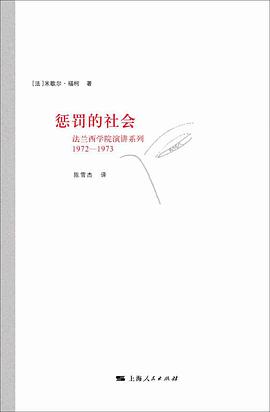 [法]米歇尔·福柯 著
惩罚的社会
法兰西学院演讲系列
1972—1973
陈雪杰 译
上海人民出版社